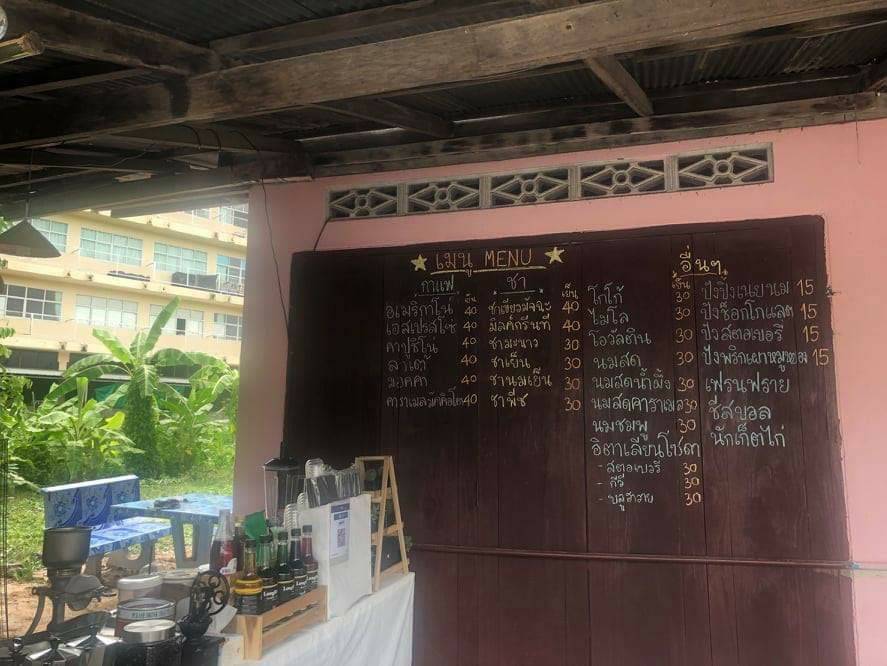 เมนู MENU
กาแฟ เย็น
อเมริกาโน่ 40
เอสเปรสโซ 40
คาปูชิโน่ 40
ลาเต้ 40
มอคค่า 40
คาราเมลมัคคิอาโต 40
ชา เย็น
ชาเขียวมัจฉะ 40
มิลค์กรีนที 40
ชามะนาว 30
ชาเย็น 30
ชานมเย็น 30
ชาพีช 30
อื่นๆ
เย็น
โกโก้ 30
ไมโล 30
โอวัลติน 30
นมสด 30
นมสดน้ำผึ้ง 30
นมสดคาราเมล 30
นมชมพู 30
อิตาเลียนโซดา
- สตอเบอรี่ 30
- กีวี 30
- บลูฮาวาย 30
ปังปิ้งเนยนม 15
ปังช็อกโกแลต 15
ปังสตอเบอรี่ 15
ปังพริกเผาหมูหยอง 15
เฟรนฟราย
ชีสบอล
นักเก็ตไก่